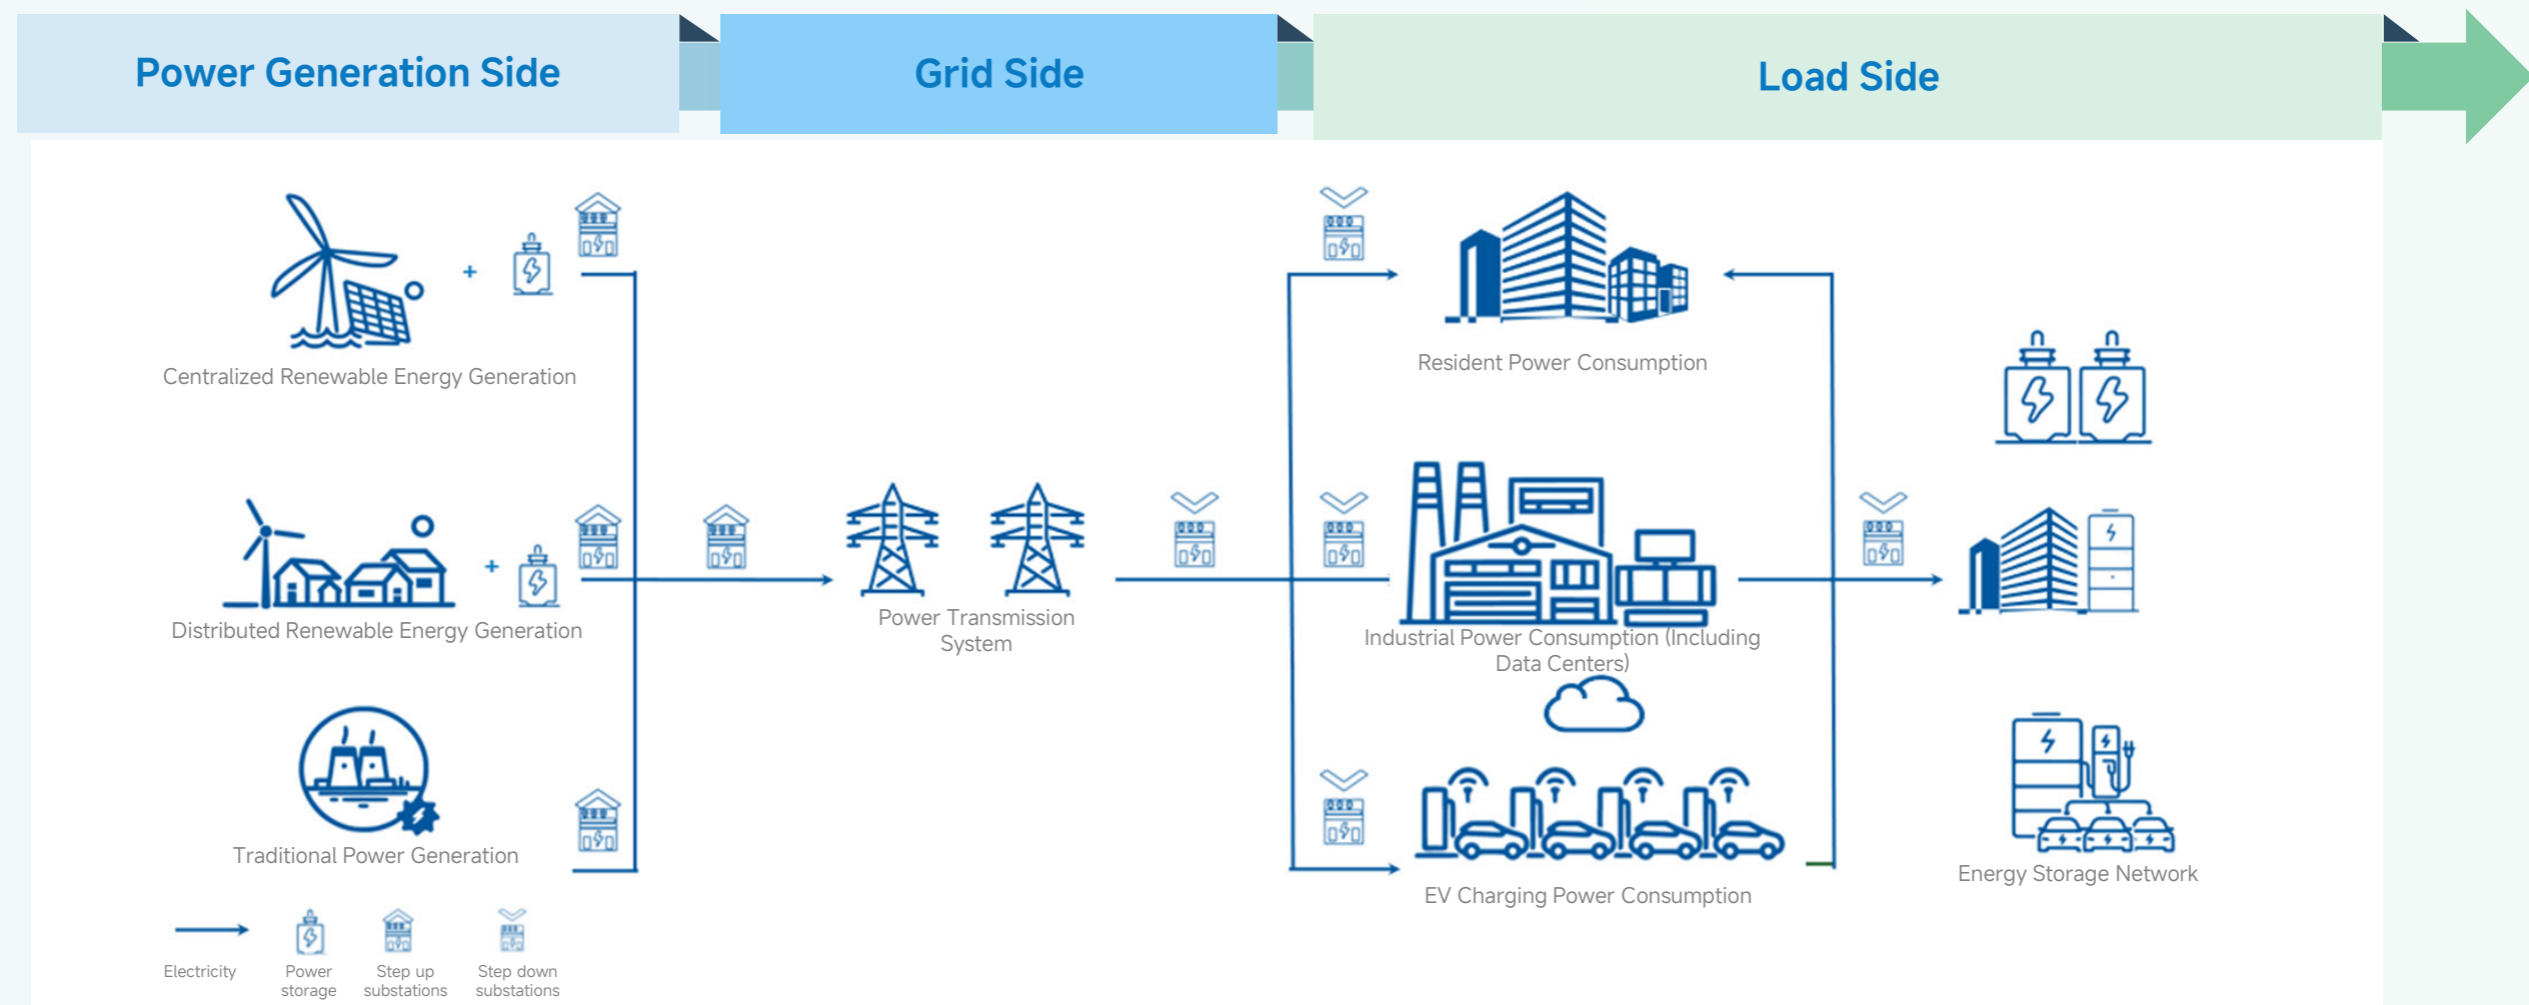 Power Generation Side
Grid Side
Load Side
Centralized Renewable Energy Generation
Distributed Renewable Energy Generation
Traditional Power Generation
Power Transmission
System
Resident Power Consumption
Industrial Power Consumption (Including
Data Centers)
EV Charging Power Consumption
Energy Storage Network
Electricity
Power
storage
Step up
substations
Step down
substations